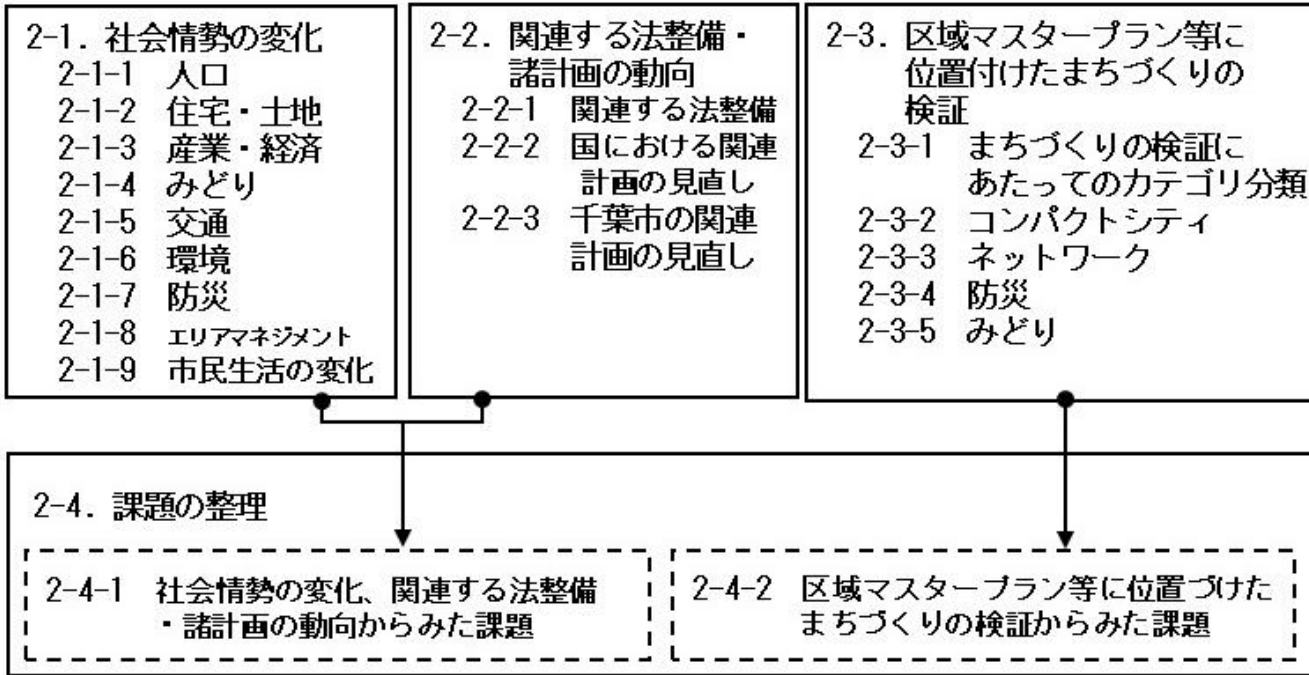 2-1. 社会情勢の変化
2-1-1 人口
2-1-2 住宅・土地
2-1-3 産業・経済
2-1-4 みどり
2-1-5 交通
2-1-6 環境
2-1-7 防災
2-1-8 エリアマネジメント
2-1-9 市民生活の変化
2-2. 関連する法整備・
諸計画の動向
2-2-1 関連する法整備
2-2-2 国における関連
計画の見直し
2-2-3 千葉市の関連
計画の見直し
2-3. 区域マスタープラン等に
位置付けたまちづくりの
検証
2-3-1 まちづくりの検証に
あたってのカテゴリ分類
2-3-2 コンパクトシティ
2-3-3 ネットワーク
2-3-4 防災
2-3-5 みどり
2-4. 課題の整理
2-4-1 社会情勢の変化、関連する法整備
・諸計画の動向からみた課題
2-4-2 区域マスタープラン等に位置づけた
まちづくりの検証からみた課題